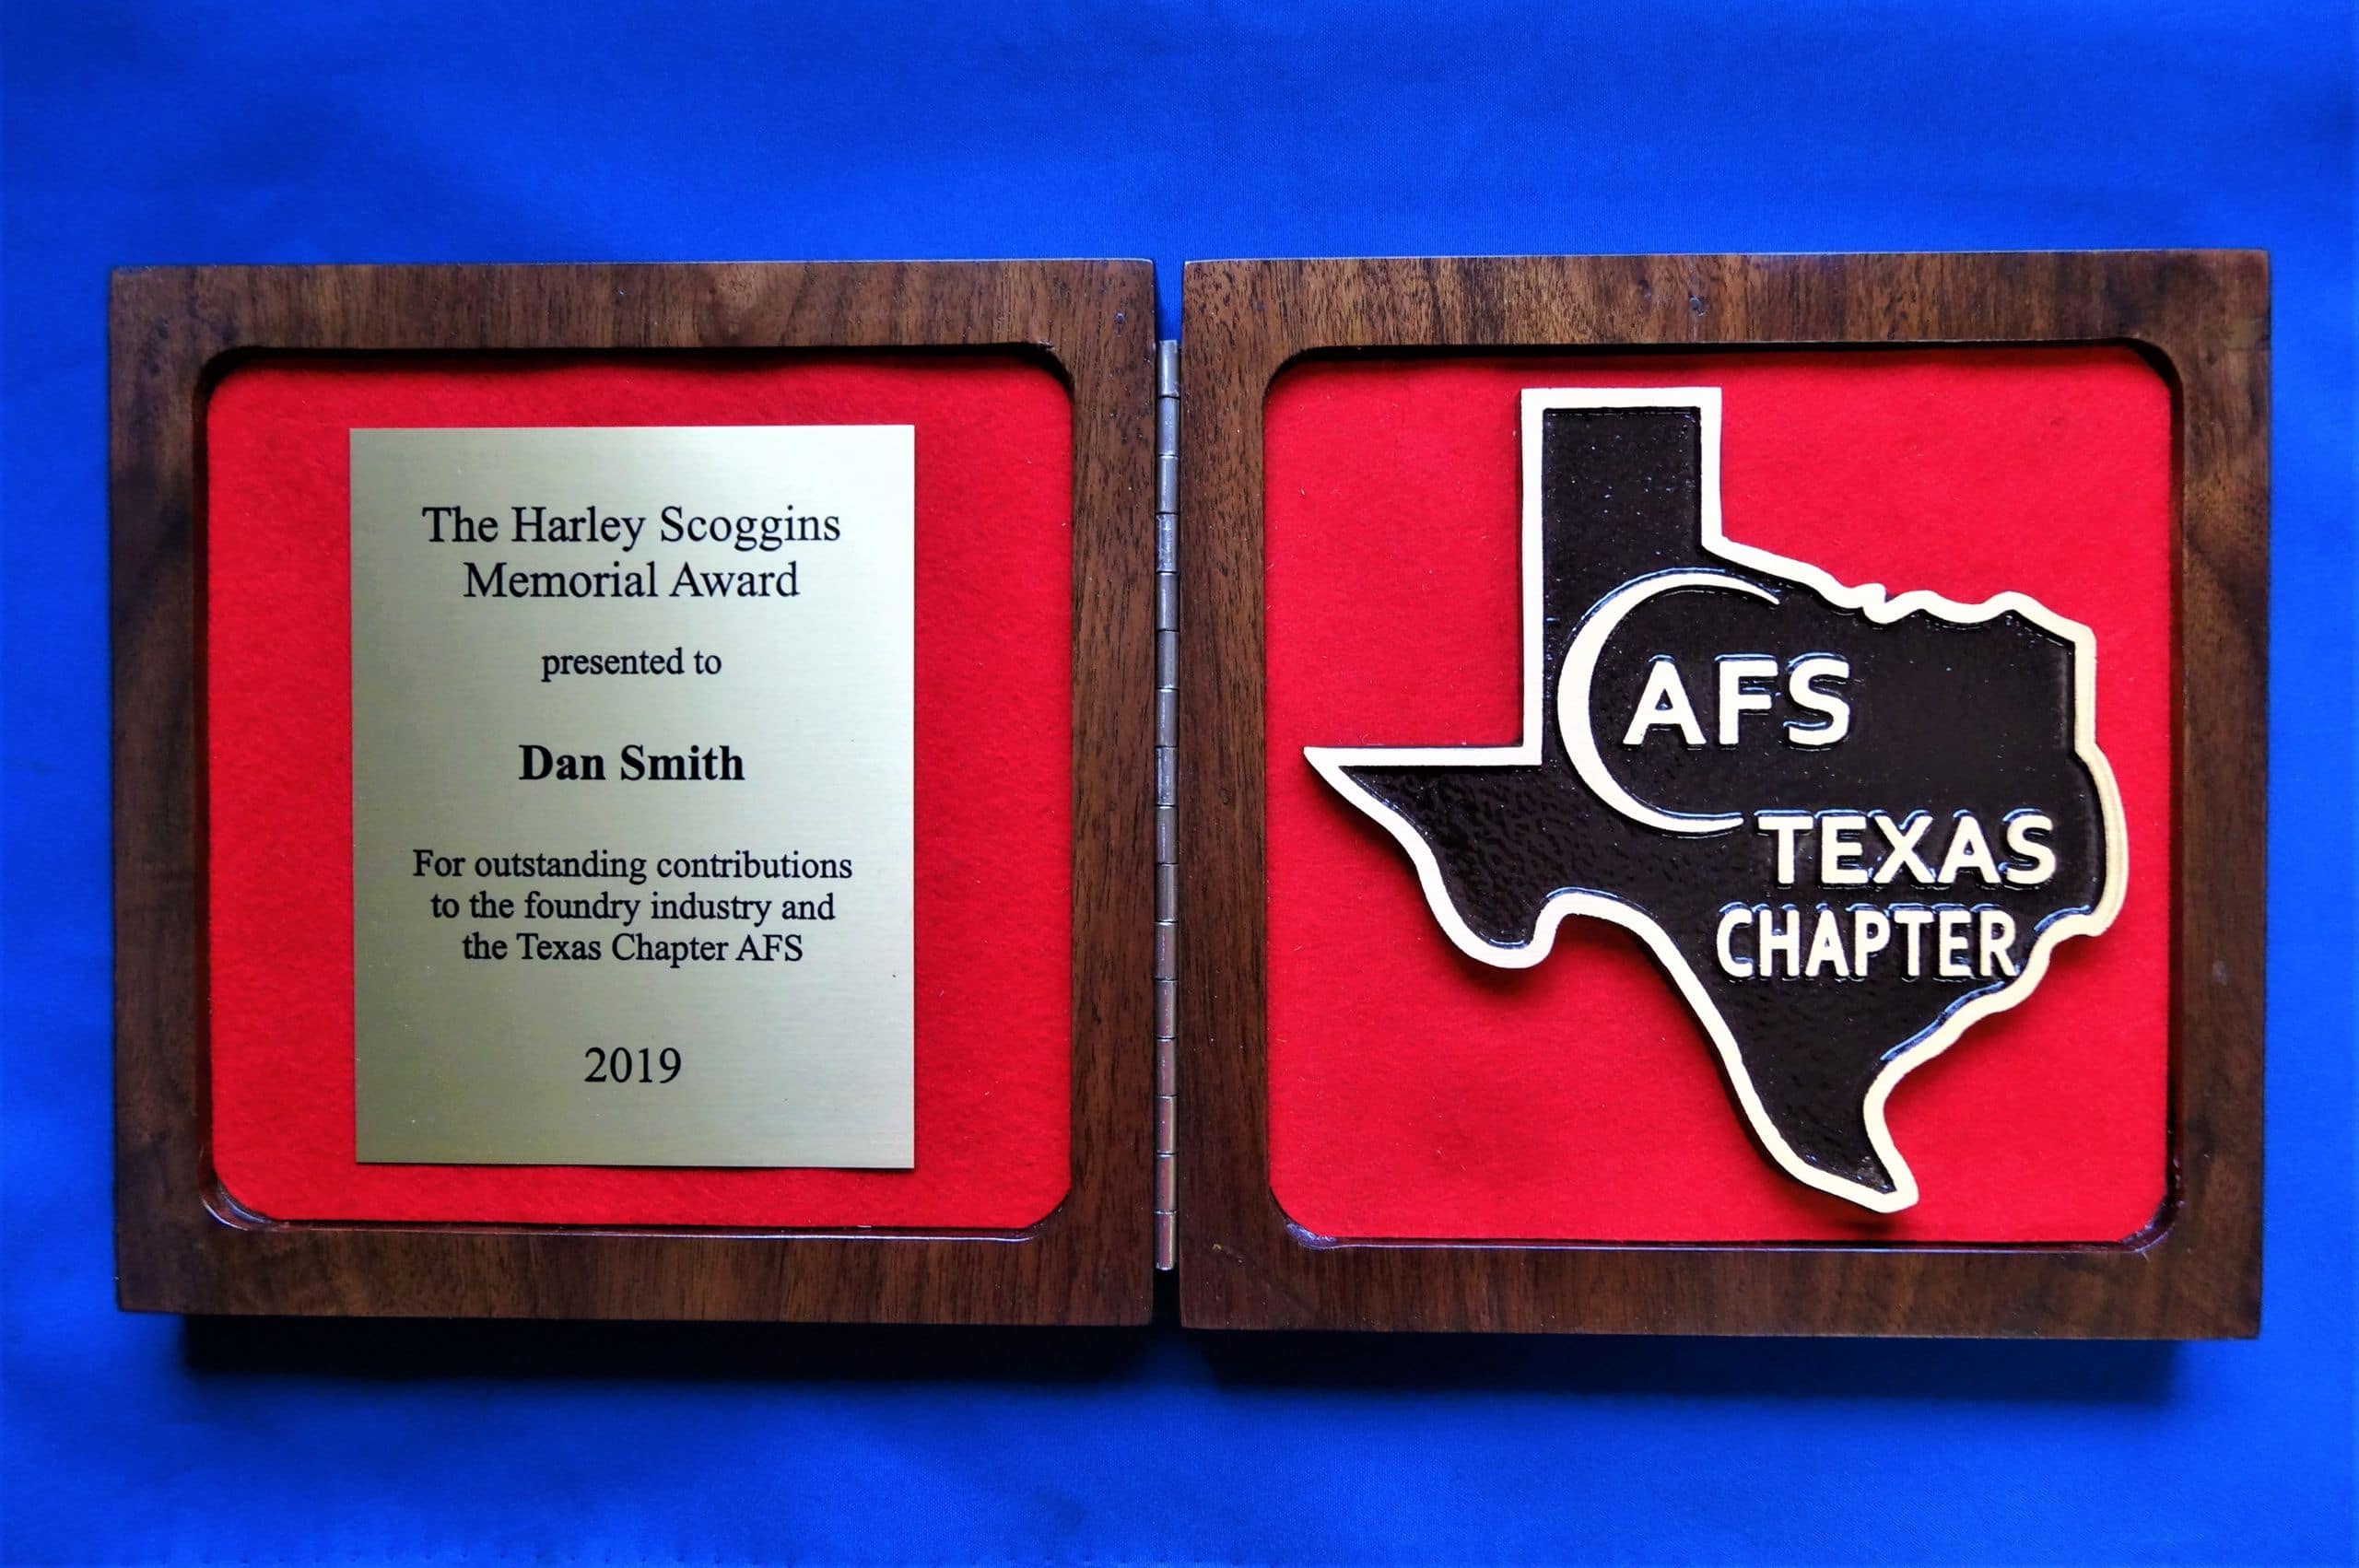 The Harley Scoggins
Memorial Award
presented to
Dan Smith
For outstanding contributions
to the foundry industry and
the Texas Chapter AFS
2019
AFS
TEXAS
CHAPTER